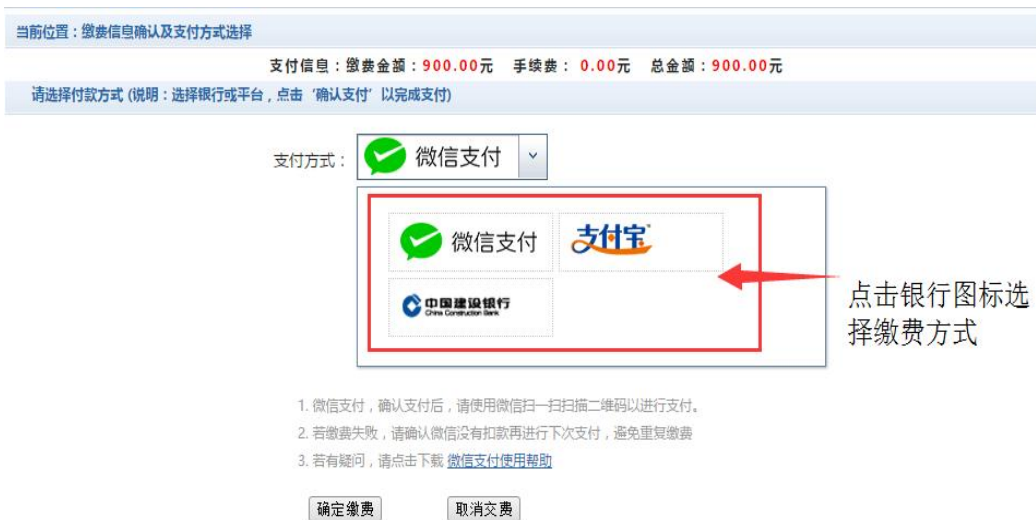 当前位置：缴费信息确认及支付方式选择
支付信息：缴费金额：900.00元 手续费： 0.00元 总金额：900.00元
请选择付款方式 (说明：选择银行或平台，点击‘确认支付’以完成支付)
支付方式： 微信支付
微信支付 支付宝
中国建设银行
China Construction Bank
点击银行图标选
择缴费方式
1. 微信支付，确认支付后，请使用微信扫一扫扫描二维码以进行支付。
2. 若缴费失败，请确认微信没有扣款再进行下次支付，避免重复缴费
3. 若有疑问，请点击下载 微信支付使用帮助
确定缴费 取消交费